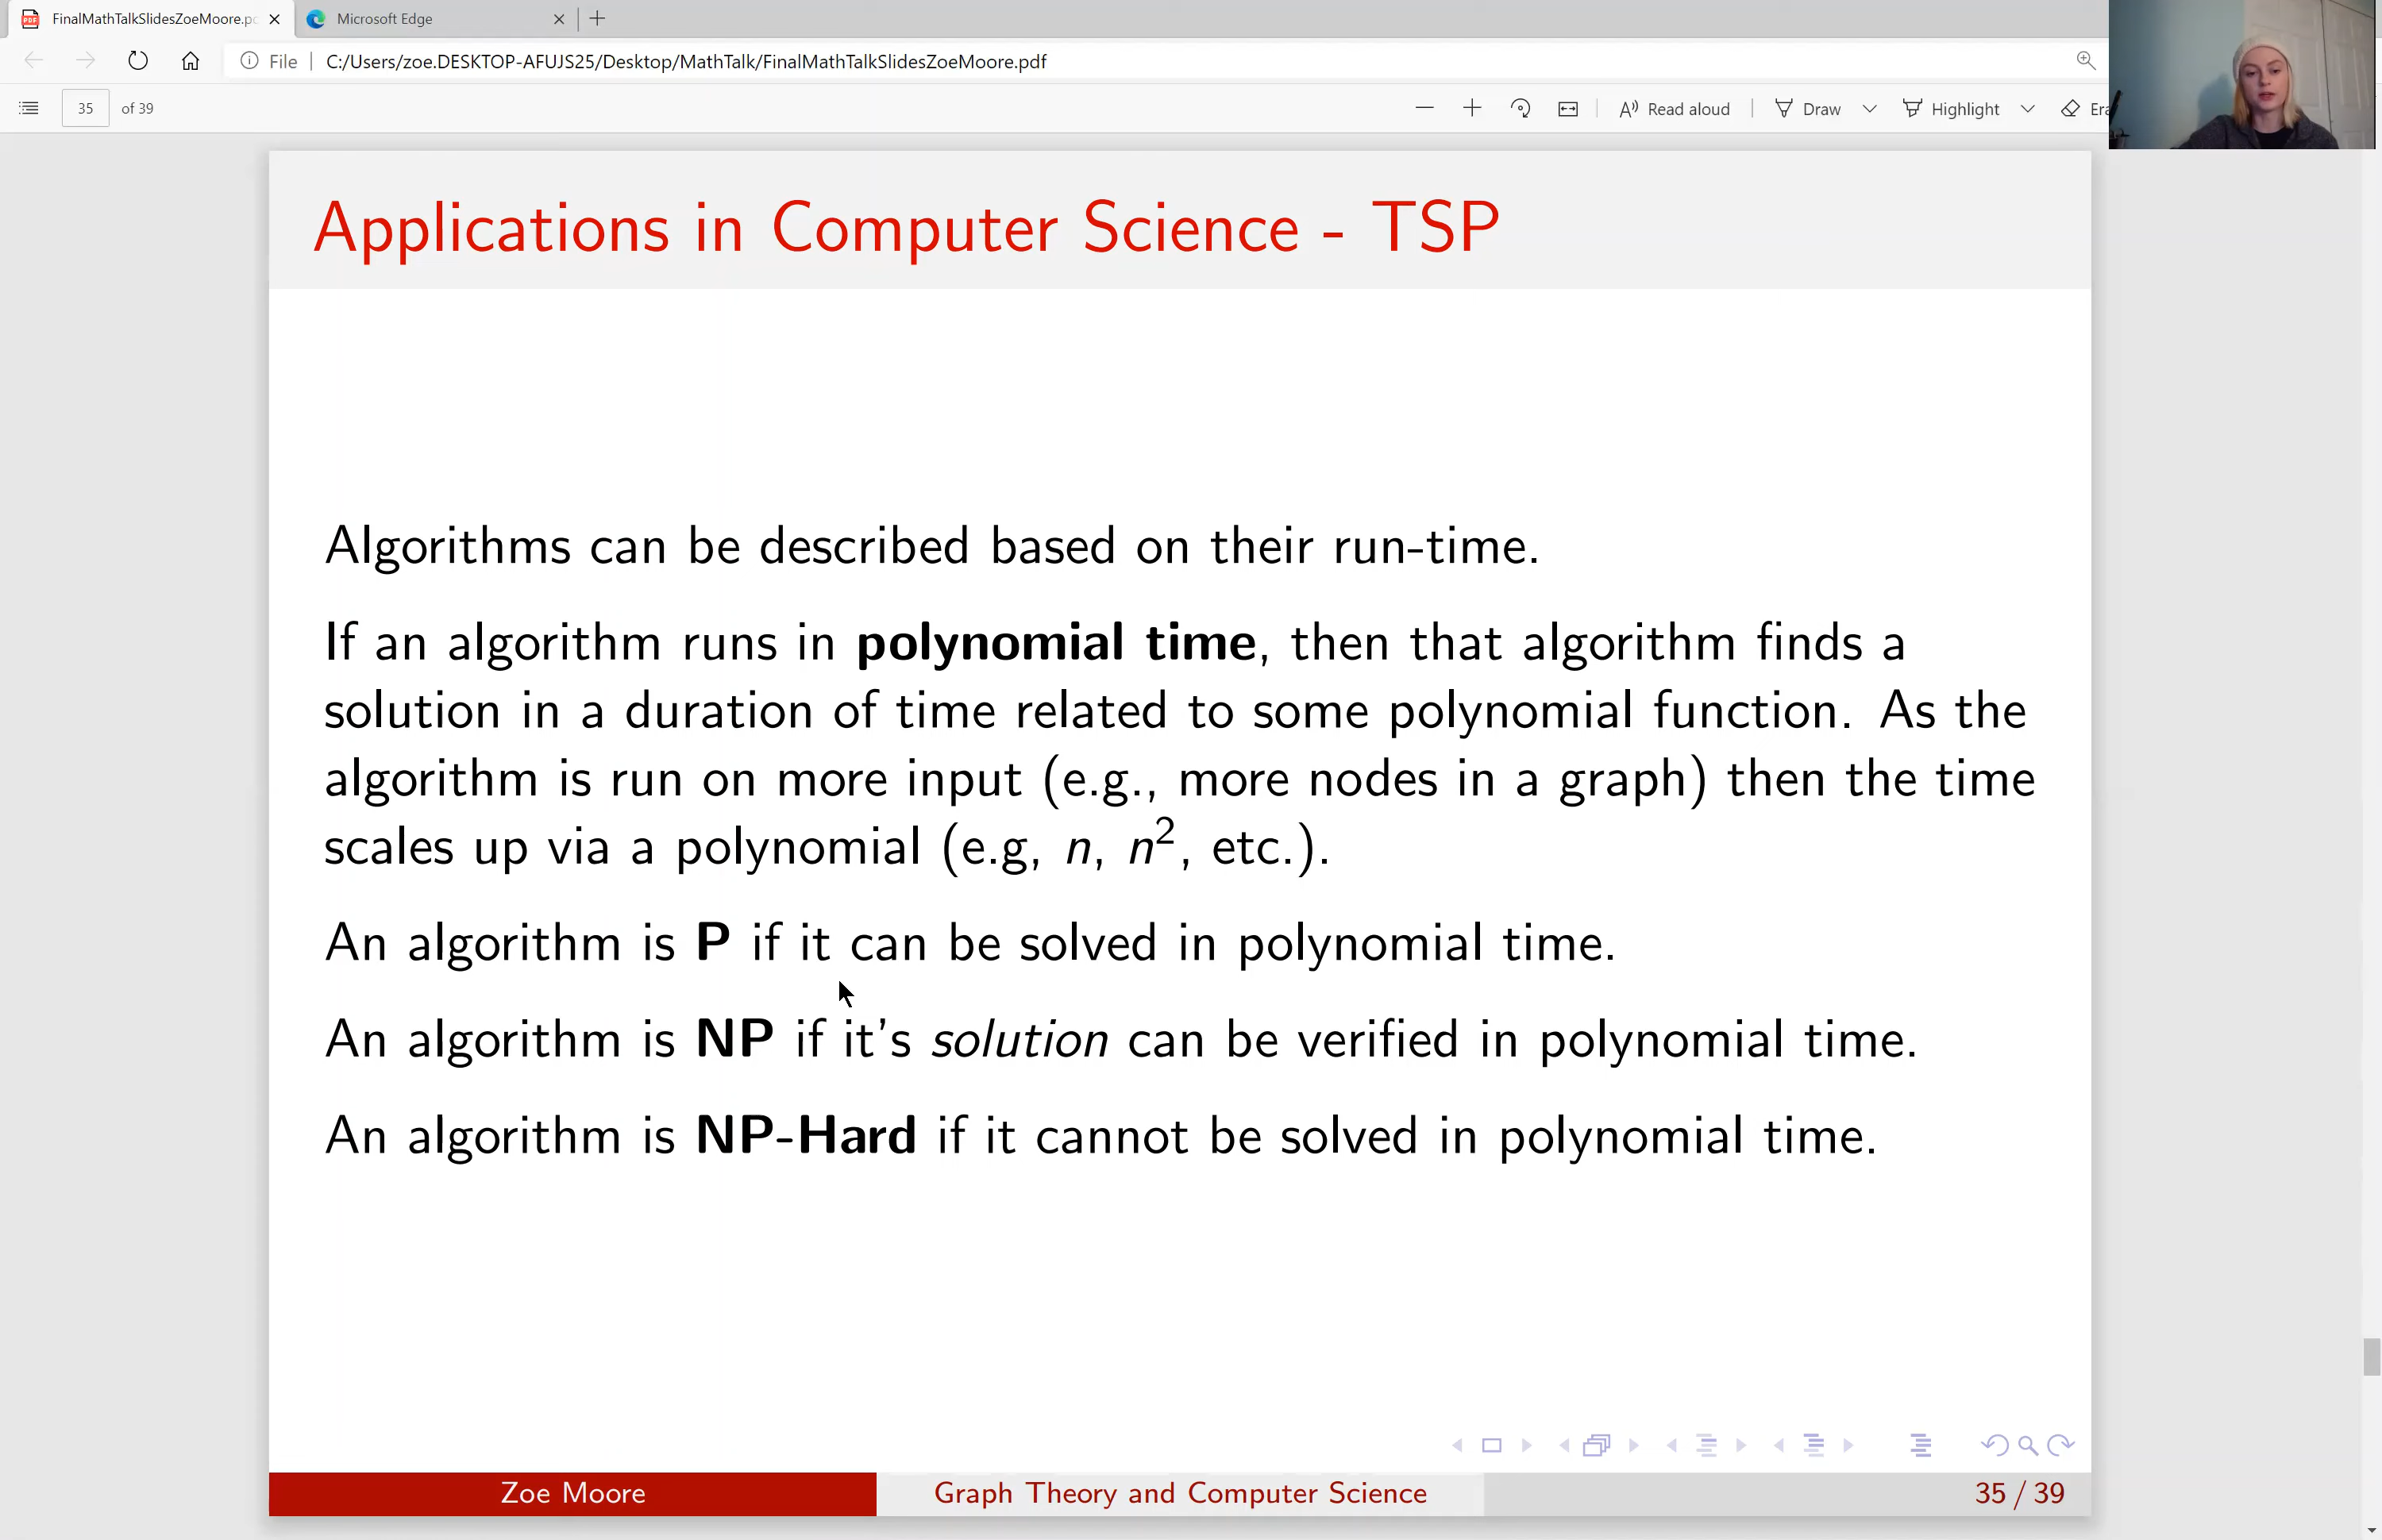 FinalMathTalkSlidesZoeMoore.p
Microsoft Edge
File
C:/Users/zoe.DESKTOP-AFUJS25/Desktop/MathTalk/FinalMathTalkSlidesZoeMoore.pdf
35 of 39
Read aloud
Draw
Highlight
Era
Applications in Computer Science - TSP
Algorithms can be described based on their run-time.
If an algorithm runs in polynomial time, then that algorithm finds a
solution in a duration of time related to some polynomial function. As the
algorithm is run on more input (e.g., more nodes in a graph) then the time
scales up via a polynomial (e.g, n, n², etc.).
An algorithm is P if it can be solved in polynomial time.
An algorithm is NP if it's solution can be verified in polynomial time.
An algorithm is NP-Hard if it cannot be solved in polynomial time.
Zoe Moore
Graph Theory and Computer Science
35 / 39